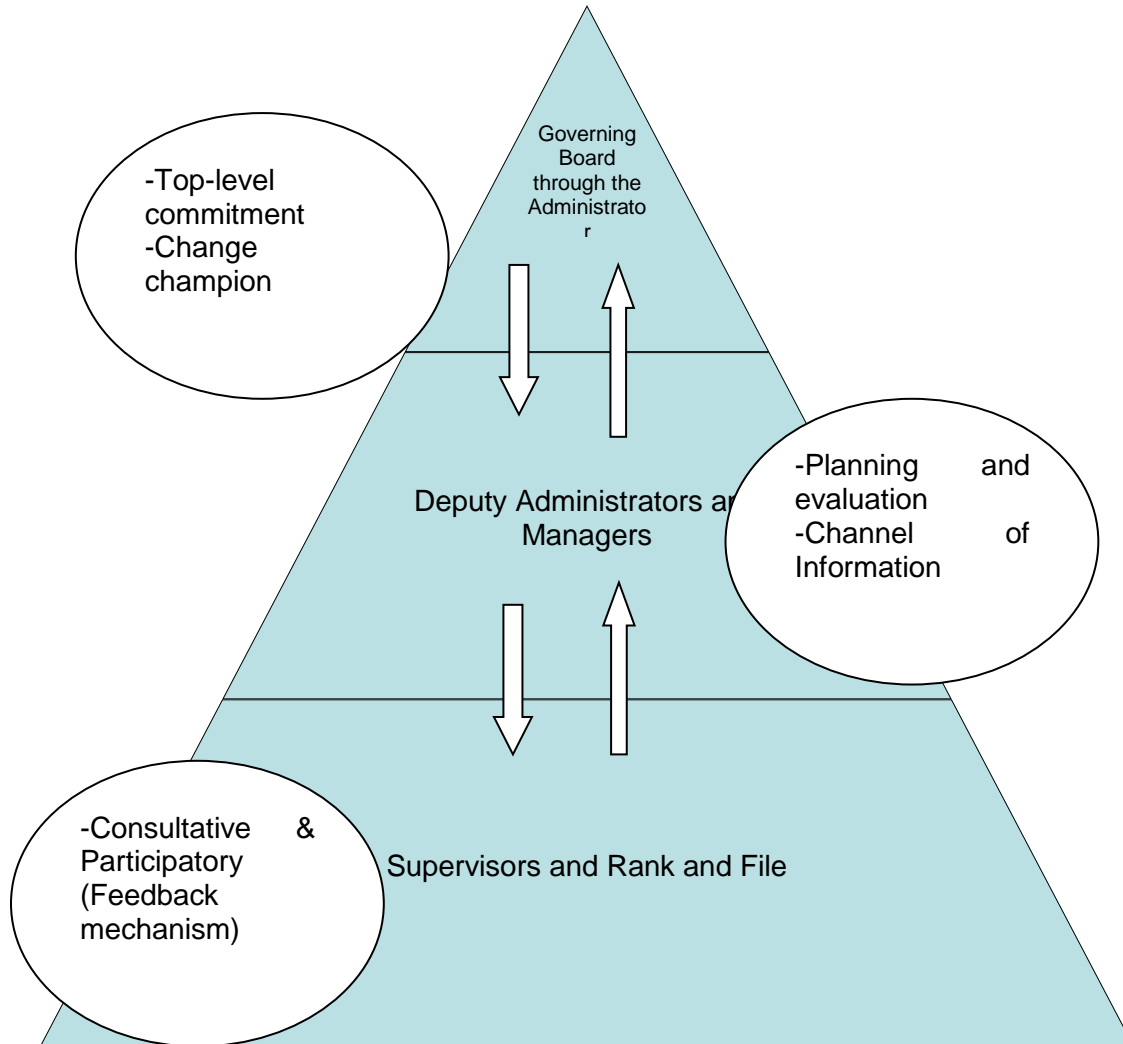 Governing
Board
through the
Administrato
r
-Top-level
commitment
-Change
champion
Deputy Administrators
Managers
-Planning and
evaluation
-Channel of
Information
-Consultative &
Participatory
(Feedback
mechanism)
Supervisors and Rank and File